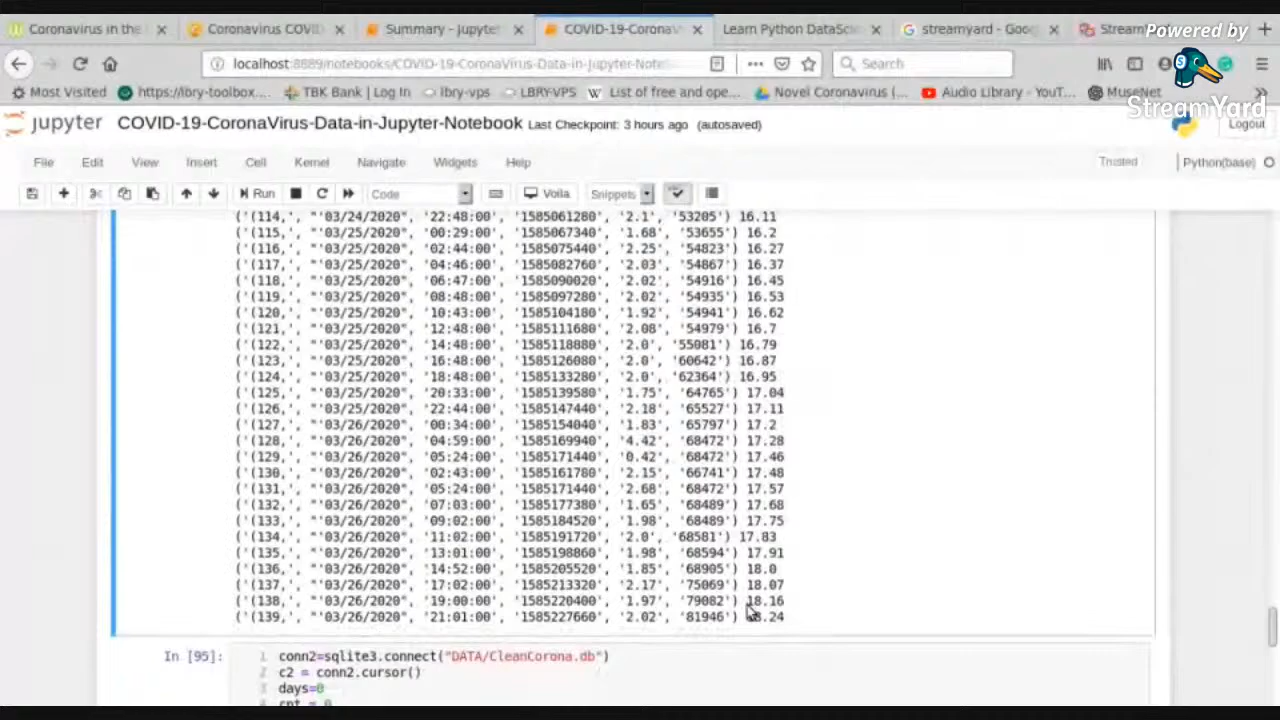 Coronavirus in the
Coronavirus COVID
Summary - Jupyter
COVID-19-Coronav
Learn Python DataScie
streamyard - Goog
StreamY
Powered by
StreamYard
localhost:8889/notebooks/COVID-19-CoronaVirus-Data-in-Jupyter-Note
Search
Most Visited
https://lbry-toolbox....
TBK Bank | Log In
lbry-vps
LBRY-VPS
List of free and ope...
Novel Coronavirus (...
Audio Library - YouT...
MuseNet
jupyter
COVID-19-CoronaVirus-Data-in-Jupyter-Notebook Last Checkpoint: 3 hours ago (autosaved)
Logout
File Edit View Insert Cell Kernel Navigate Widgets Help
Trusted
Python(base)
Run
Code
Voila
Snippets
('(114,', "'03/24/2020", '22:48:00', '1585061280', '2.1', '53205') 16.11
('(115,', "'03/25/2020", '00:29:00', '1585067340', '1.68', '53655') 16.2
('(116,', "'03/25/2020", '02:44:00', '1585075440', '2.25', '54823') 16.27
('(117,', "'03/25/2020", '04:46:00', '1585082760', '2.03', '54867') 16.37
('(118,', "'03/25/2020", '06:47:00', '1585090020', '2.02', '54916') 16.45
('(119,', "'03/25/2020", '08:48:00', '1585097280', '2.02', '54935') 16.53
('(120,', "'03/25/2020", '10:43:00', '1585104180', '1.92', '54941') 16.62
('(121,', "'03/25/2020", '12:48:00', '1585111680', '2.08', '54979') 16.7
('(122,', "'03/25/2020", '14:48:00', '1585118880', '2.0', '55081') 16.79
('(123,', "'03/25/2020", '16:48:00', '1585126080', '2.0', '60642') 16.87
('(124,', "'03/25/2020", '18:48:00', '1585133280', '2.0', '62364') 16.95
('(125,', "'03/25/2020", '20:33:00', '1585139580', '1.75', '64765') 17.04
('(126,', "'03/25/2020", '22:44:00', '1585147440', '2.18', '65527') 17.11
('(127,', "'03/26/2020", '00:34:00', '1585154040', '1.83', '65797') 17.2
('(128,', "'03/26/2020", '04:59:00', '1585169940', '4.42', '68472') 17.28
('(129,', "'03/26/2020", '05:24:00', '1585171440', '0.42', '68472') 17.46
('(130,', "'03/26/2020", '02:43:00', '1585161780', '2.15', '66741') 17.48
('(131,', "'03/26/2020", '05:24:00', '1585171440', '2.68', '68472') 17.57
('(132,', "'03/26/2020", '07:03:00', '1585177380', '1.65', '68489') 17.68
('(133,', "'03/26/2020", '09:02:00', '1585184520', '1.98', '68489') 17.75
('(134,', "'03/26/2020", '11:02:00', '1585191720', '2.0', '68581') 17.83
('(135,', "'03/26/2020", '13:01:00', '1585198860', '1.98', '68594') 17.91
('(136,', "'03/26/2020", '14:52:00', '1585205520', '1.85', '68905') 18.0
('(137,', "'03/26/2020", '17:02:00', '1585213320', '2.17', '75069') 18.07
('(138,', "'03/26/2020", '19:00:00', '1585220400', '1.97', '79082') 18.16
('(139,', "'03/26/2020", '21:01:00', '1585227660', '2.02', '81946') 18.24
In [95]:
1 conn2=sqlite3.connect("DATA/CleanCorona.db")
2 c2 = conn2.cursor()
3 days=0
4 cnt = 0